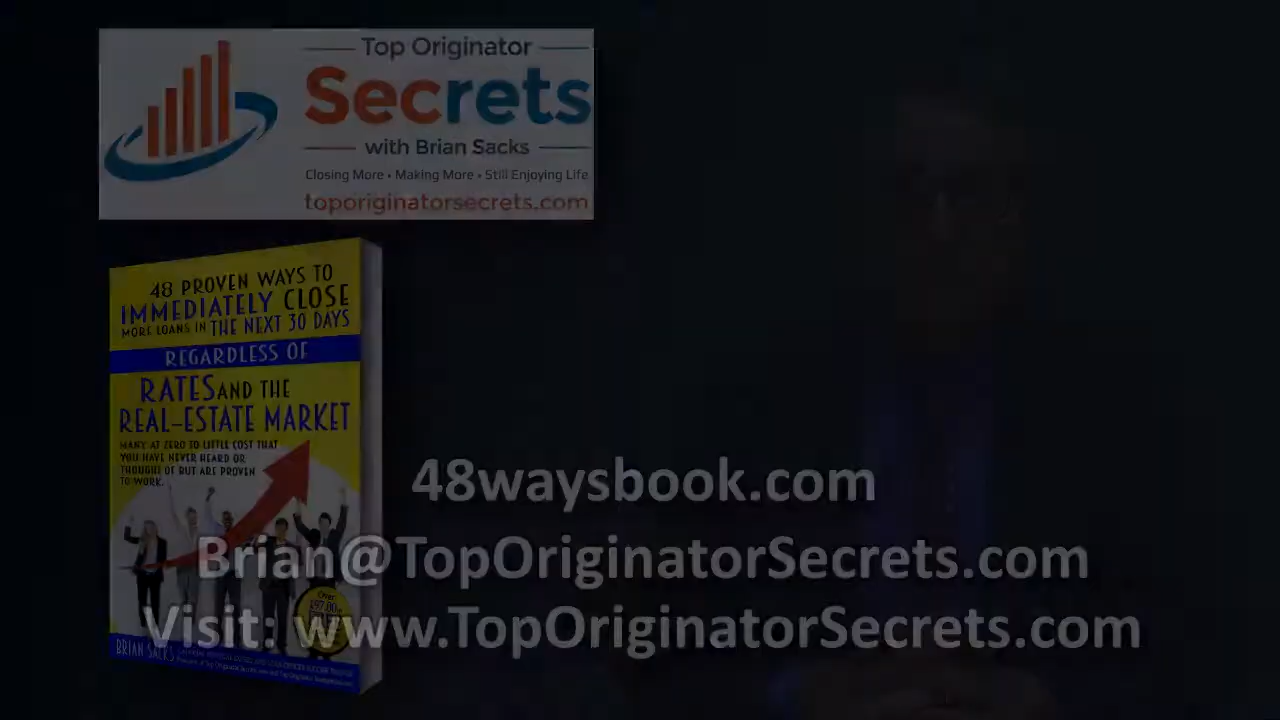 Top Originator
Secrets
with Brian Sacks
Closing More • Making More • Still Enjoying Life
toporiginatorsecrets.com
48 PROVEN WAYS TO
IMMEDIATELY CLOSE
MORE LOANS IN THE NEXT 30 DAYS
REGARDLESS OF
RATES AND THE
REAL-ESTATE MARKET
MANY AT ZERO TO LITTLE COST THAT
YOU HAVE NEVER HEARD OR
THOUGHT OF BUT ARE PROVEN
TO WORK.
48waysbook.com
Brian@TopOriginatorSecrets.com
Visit: www.TopOriginatorSecrets.com
Over
BRIAN SACKS